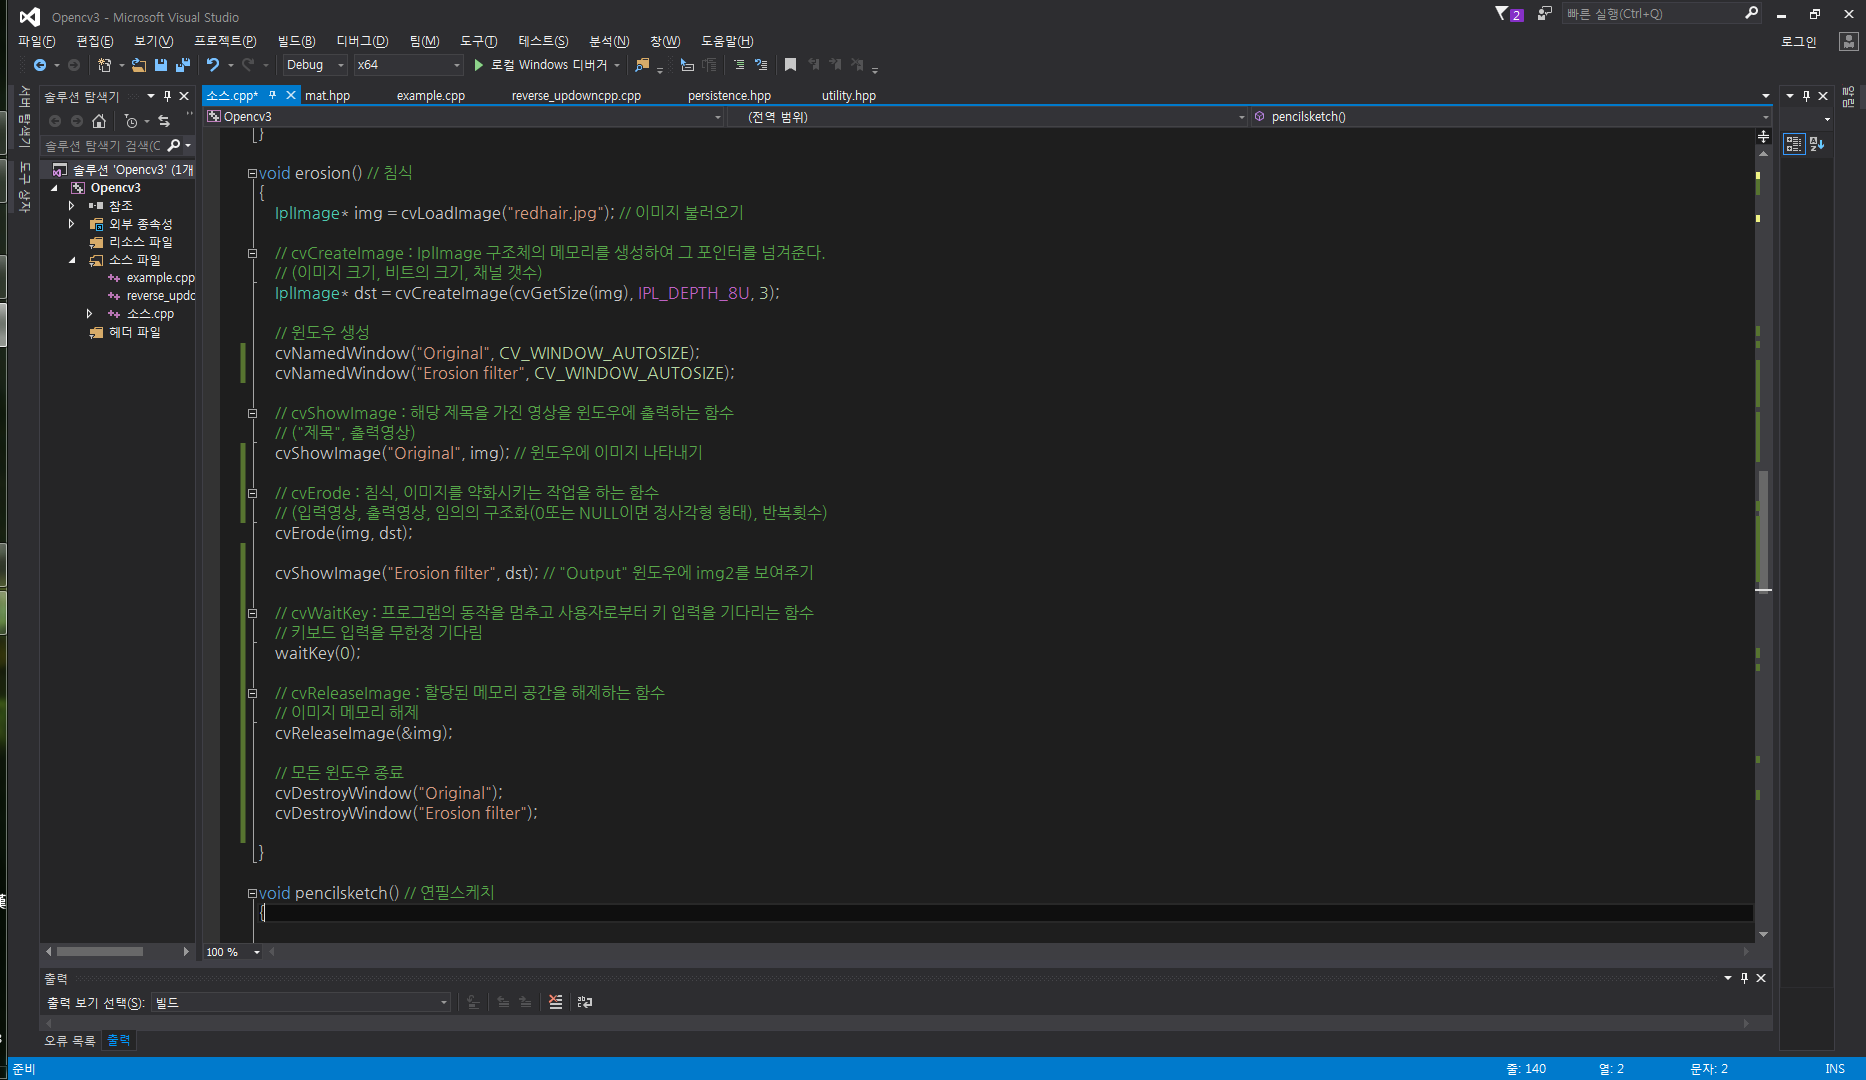 Opencv3 - Microsoft Visual Studio
2
빠른 실행(Ctrl+Q)
파일(F) 편집(E) 보기(V) 프로젝트(P) 빌드(B) 디버그(D) 팀(M) 도구(T) 테스트(S) 분석(N) 창(W) 도움말(H)
로그인
Debug x64 로컬 Windows 디버거
서버 탐색기
도구 상자
솔루션 탐색기
솔루션 탐색기 검색(C
솔루션 'Opencv3' (1개
Opencv3
참조
외부 종속성
리소스 파일
소스 파일
example.cpp
reverse_updo
소스.cpp
헤더 파일
소스.cpp* mat.hpp example.cpp reverse_updowncpp.cpp persistence.hpp utility.hpp
Opencv3 (전역 범위) pencilsketch()
}
void erosion() // 침식
{
IplImage* img = cvLoadImage("redhair.jpg"); // 이미지 불러오기
// cvCreateImage : IplImage 구조체의 메모리를 생성하여 그 포인터를 넘겨준다.
// (이미지 크기, 비트의 크기, 채널 갯수)
IplImage* dst = cvCreateImage(cvGetSize(img), IPL_DEPTH_8U, 3);
// 윈도우 생성
cvNamedWindow("Original", CV_WINDOW_AUTOSIZE);
cvNamedWindow("Erosion filter", CV_WINDOW_AUTOSIZE);
// cvShowImage : 해당 제목을 가진 영상을 윈도우에 출력하는 함수
// ("제목", 출력영상)
cvShowImage("Original", img); // 윈도우에 이미지 나타내기
// cvErode : 침식, 이미지를 약화시키는 작업을 하는 함수
// (입력영상, 출력영상, 임의의 구조화(0또는 NULL이면 정사각형 형태), 반복횟수)
cvErode(img, dst);
cvShowImage("Erosion filter", dst); // "Output" 윈도우에 img2를 보여주기
// cvWaitKey : 프로그램의 동작을 멈추고 사용자로부터 키 입력을 기다리는 함수
// 키보드 입력을 무한정 기다림
waitKey(0);
// cvReleaseImage : 할당된 메모리 공간을 해제하는 함수
// 이미지 메모리 해제
cvReleaseImage(&img);
// 모든 윈도우 종료
cvDestroyWindow("Original");
cvDestroyWindow("Erosion filter");
}
void pencilsketch() // 연필스케치
{
100 %
알림
출력
출력 보기 선택(S): 빌드
오류 목록 출력
준비 줄: 140 열: 2 문자: 2 INS